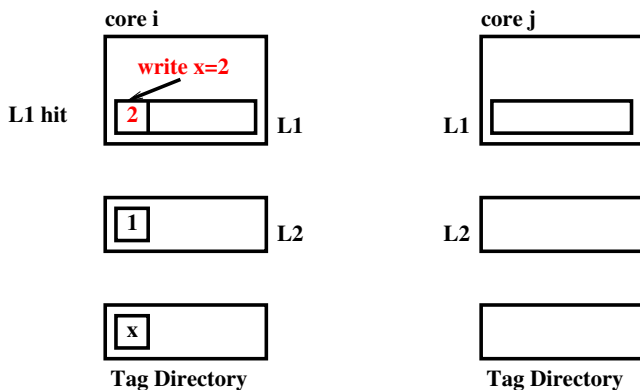 core i
core j
write x=2
L1 hit
2
L1
L1
1
L2
L2
x
Tag Directory
Tag Directory